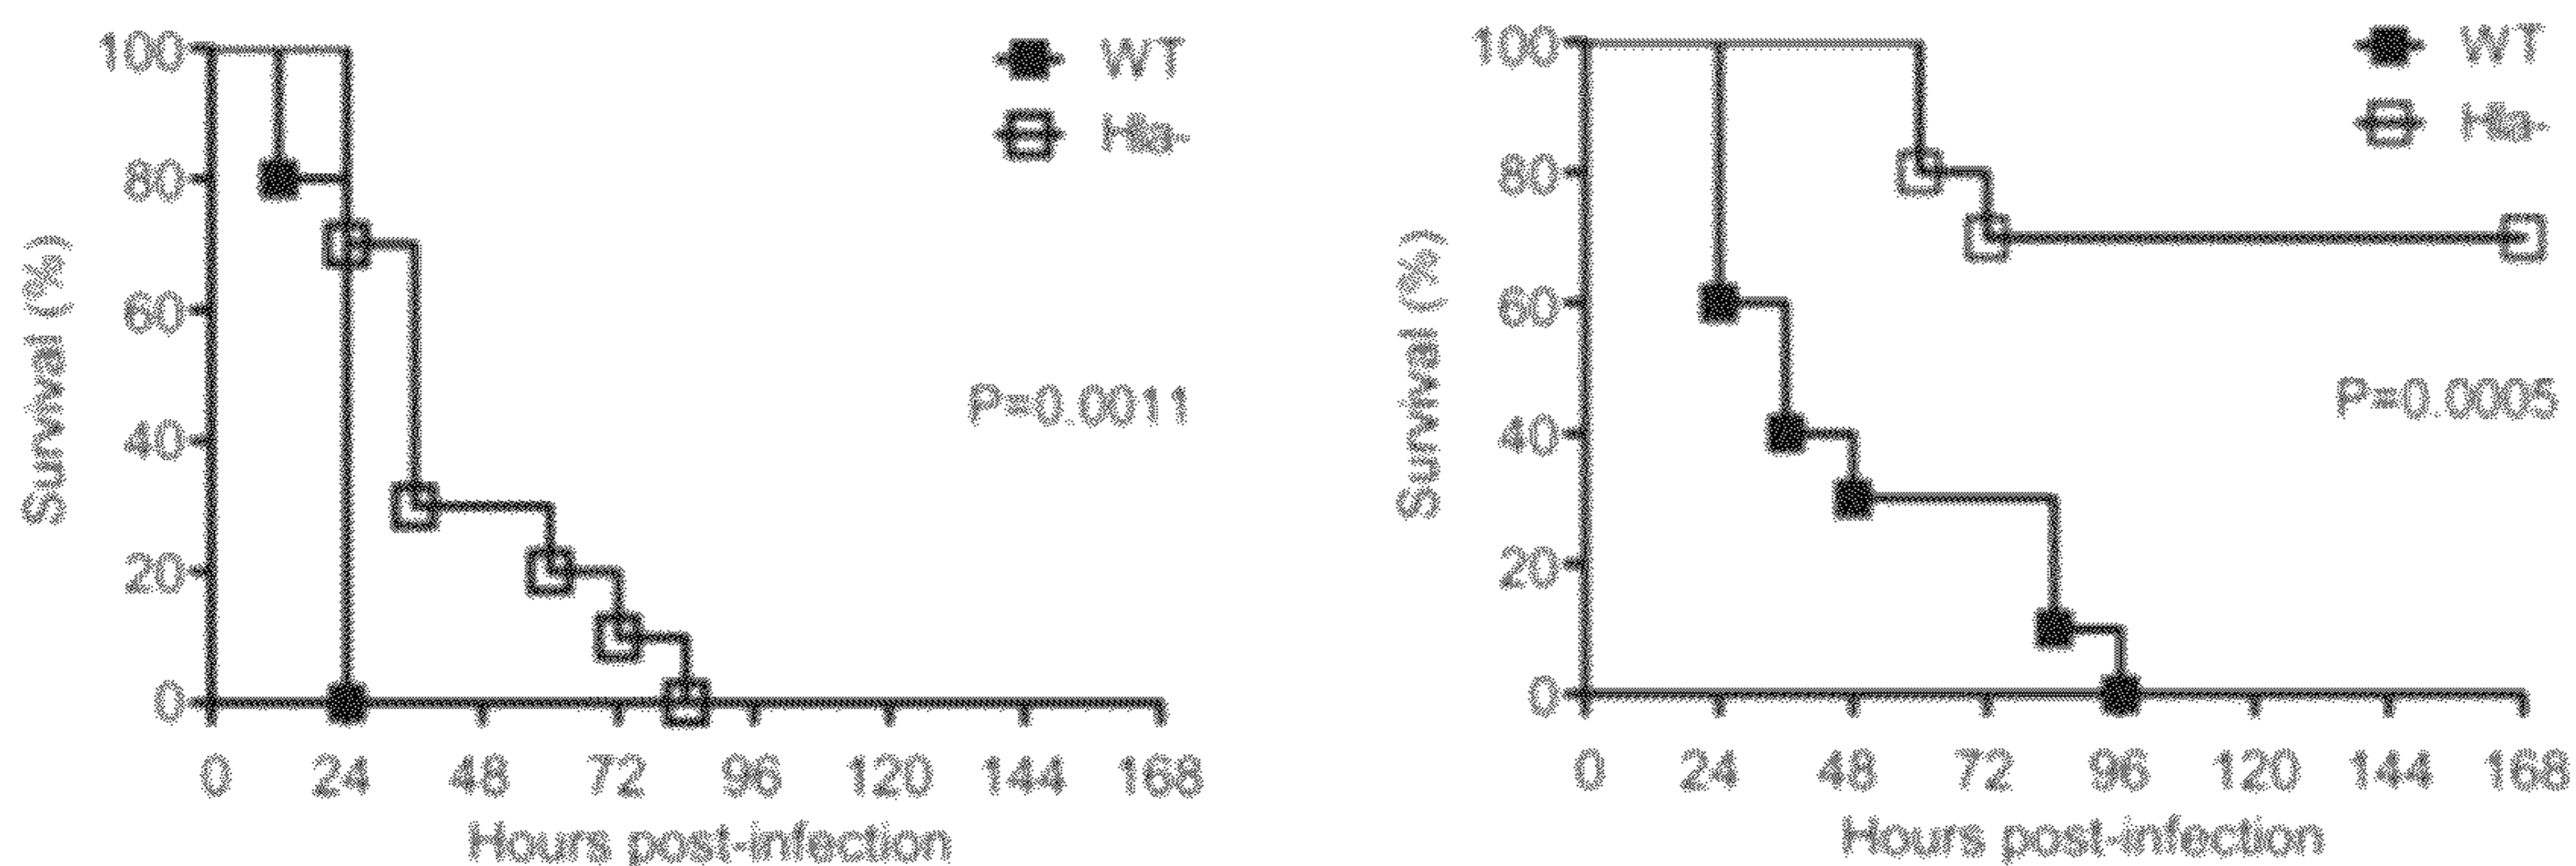 100
80
60
40
20
0
Survival (%)
WT
Hla-
P=0.0011
0 24 48 72 96 120 144 168
Hours post-infection
100
80
60
40
20
0
Survival (%)
WT
Hla-
P=0.0005
0 24 48 72 96 120 144 168
Hours post-infection